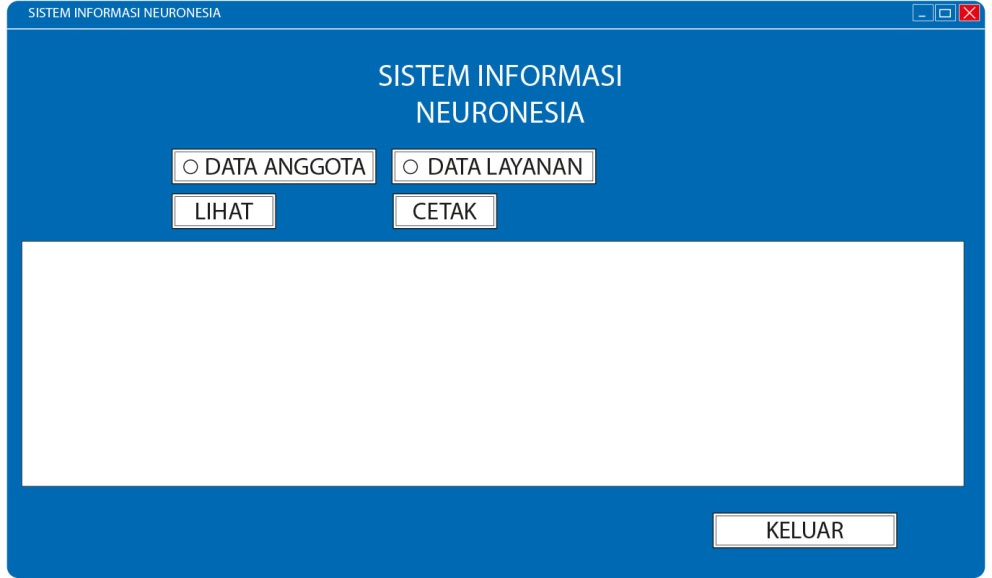 SISTEM INFORMASI NEURONESIA
SISTEM INFORMASI
NEURONESIA
DATA ANGGOTA
DATA LAYANAN
LIHAT
CETAK
KELUAR